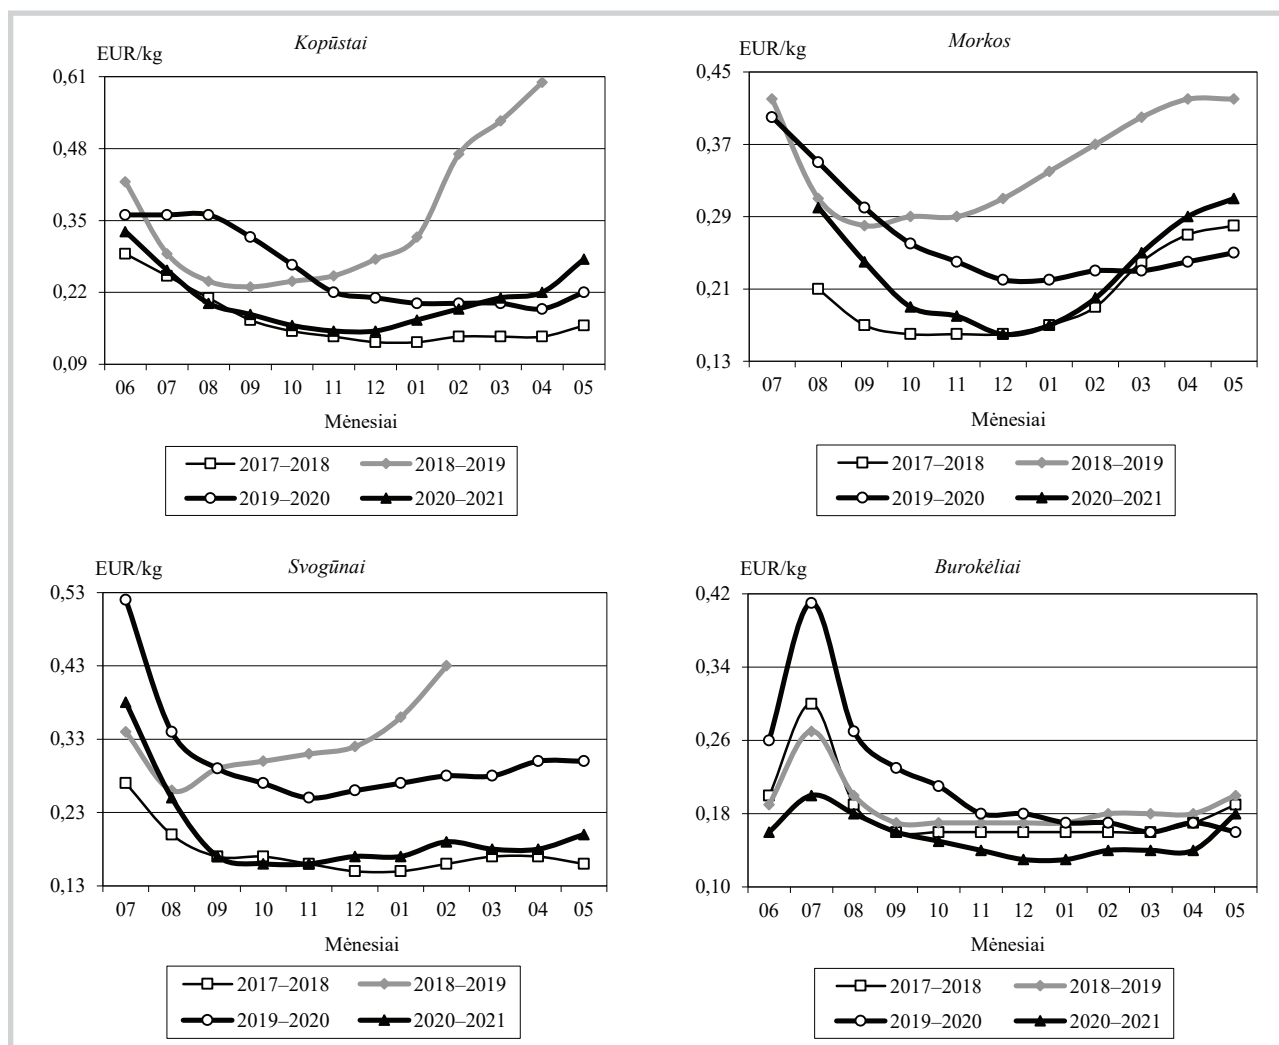 Kopūstai
EUR/kg
0,61
0,48
0,35
0,22
0,09
06 07 08 09 10 11 12 01 02 03 04 05
Mėnesiai
2017–2018 2018–2019
2019–2020 2020–2021
Morkos
EUR/kg
0,45
0,37
0,29
0,21
0,13
07 08 09 10 11 12 01 02 03 04 05
Mėnesiai
2017–2018 2018–2019
2019–2020 2020–2021
Svogūnai
EUR/kg
0,53
0,43
0,33
0,23
0,13
07 08 09 10 11 12 01 02 03 04 05
Mėnesiai
2017–2018 2018–2019
2019–2020 2020–2021
Burokėliai
EUR/kg
0,42
0,34
0,26
0,18
0,10
06 07 08 09 10 11 12 01 02 03 04 05
Mėnesiai
2017–2018 2018–2019
2019–2020 2020–2021